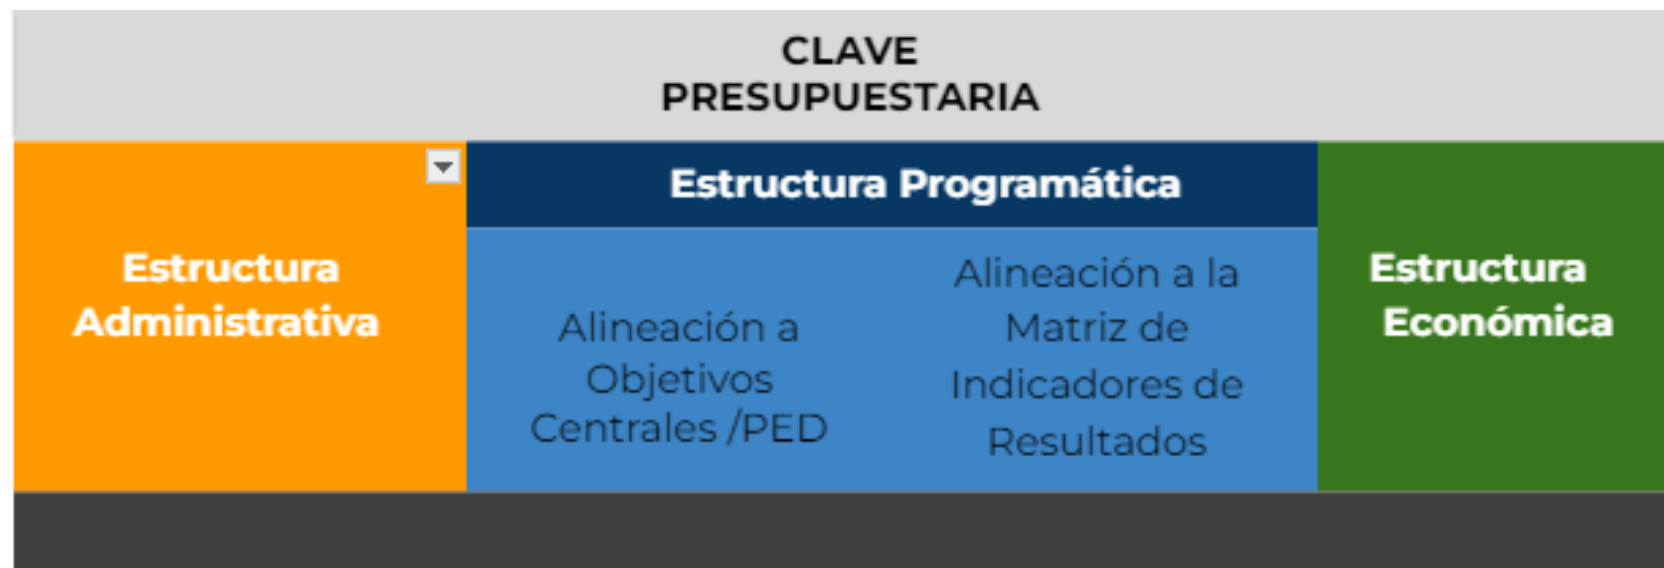 CLAVE
PRESUPUESTARIA
Estructura
Administrativa
Estructura Programática
Alineación a
Objetivos
Centrales /PED
Alineación a la
Matriz de
Indicadores de
Resultados
Estructura
Económica